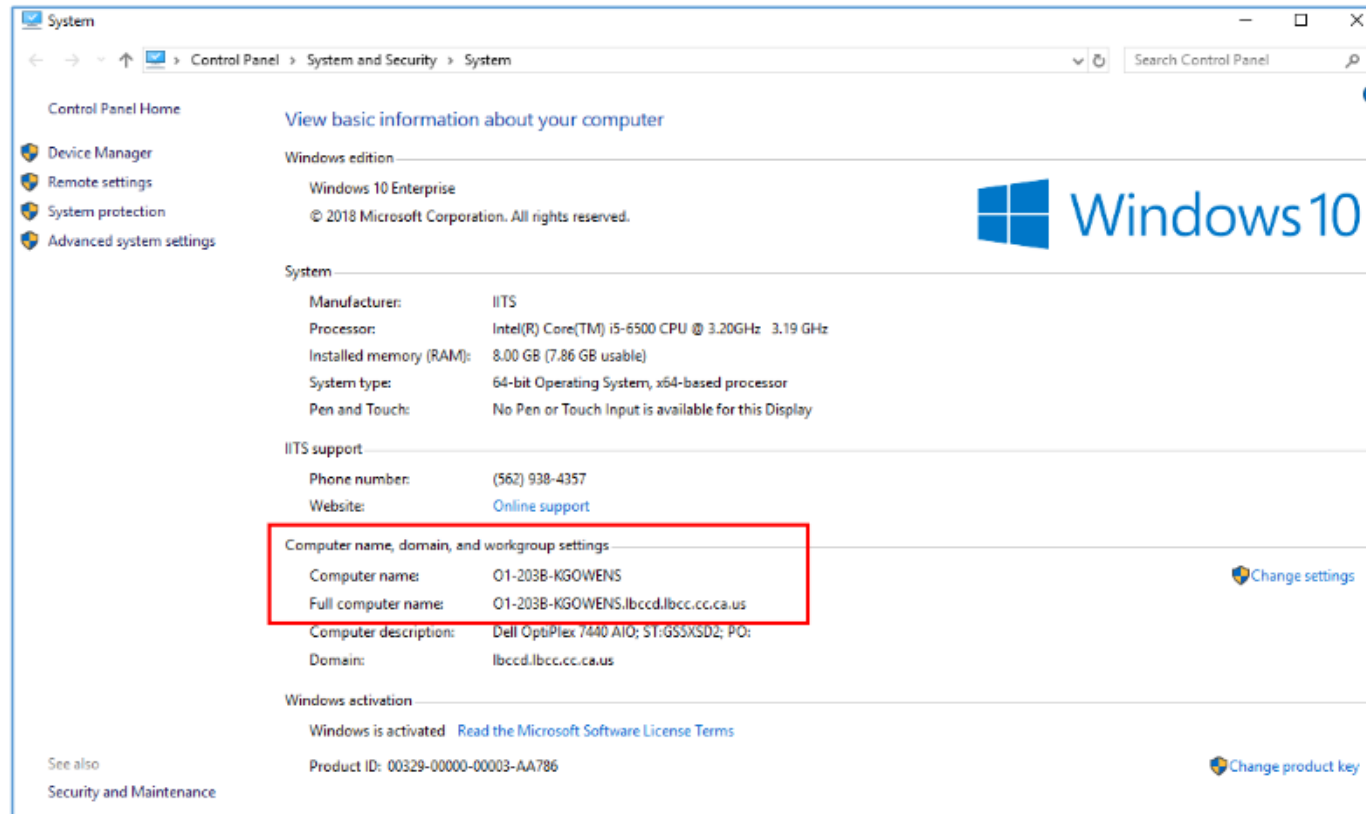 System
Control Panel > System and Security > System
Search Control Panel
Control Panel Home
Device Manager
Remote settings
System protection
Advanced system settings
View basic information about your computer
Windows edition
Windows 10 Enterprise
© 2018 Microsoft Corporation. All rights reserved.
Windows 10
System
Manufacturer: IITS
Processor: Intel(R) Core(TM) i5-6500 CPU @ 3.20GHz 3.19 GHz
Installed memory (RAM): 8.00 GB (7.86 GB usable)
System type: 64-bit Operating System, x64-based processor
Pen and Touch: No Pen or Touch Input is available for this Display
IITS support
Phone number: (562) 938-4357
Website: Online support
Computer name, domain, and workgroup settings
Computer name: O1-203B-KGOWENS
Change settings
Full computer name: O1-203B-KGOWENS.lbccd.lbcc.cc.ca.us
Computer description: Dell OptiPlex 7440 AIO; ST:GS5XSD2; PO:
Domain: lbccd.lbcc.cc.ca.us
Windows activation
Windows is activated Read the Microsoft Software License Terms
Product ID: 00329-00000-00003-AA786
Change product key
See also
Security and Maintenance